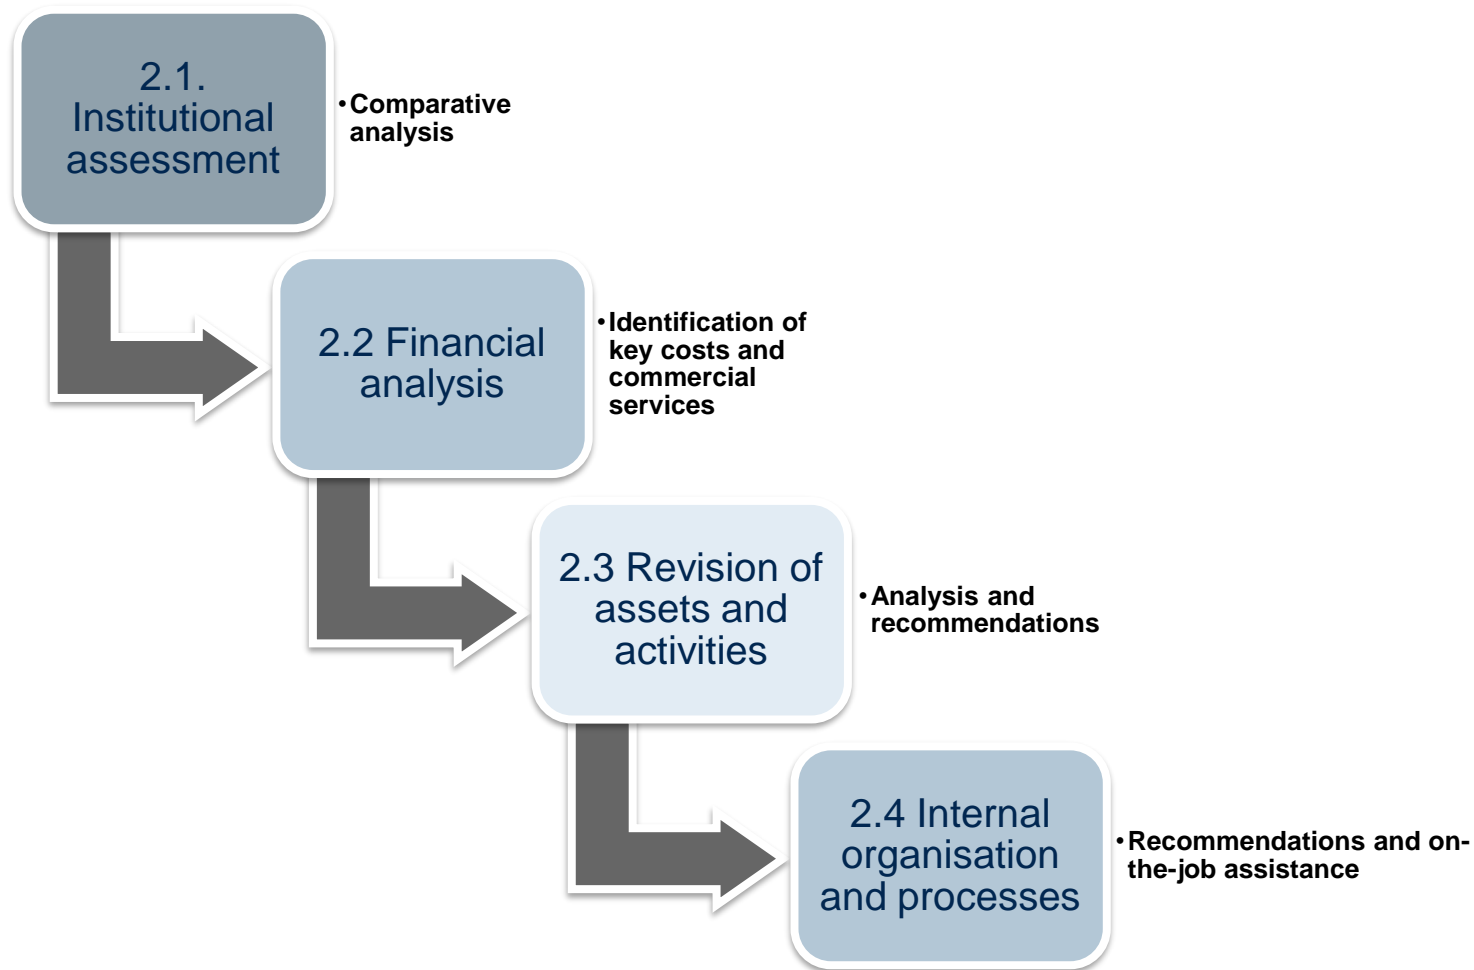 2.1.
Institutional
assessment
•Comparative
analysis
2.2 Financial
analysis
•Identification of
key costs and
commercial
services
2.3 Revision of
assets and
activities
•Analysis and
recommendations
2.4 Internal
organisation
and processes
•Recommendations and on-
the-job assistance